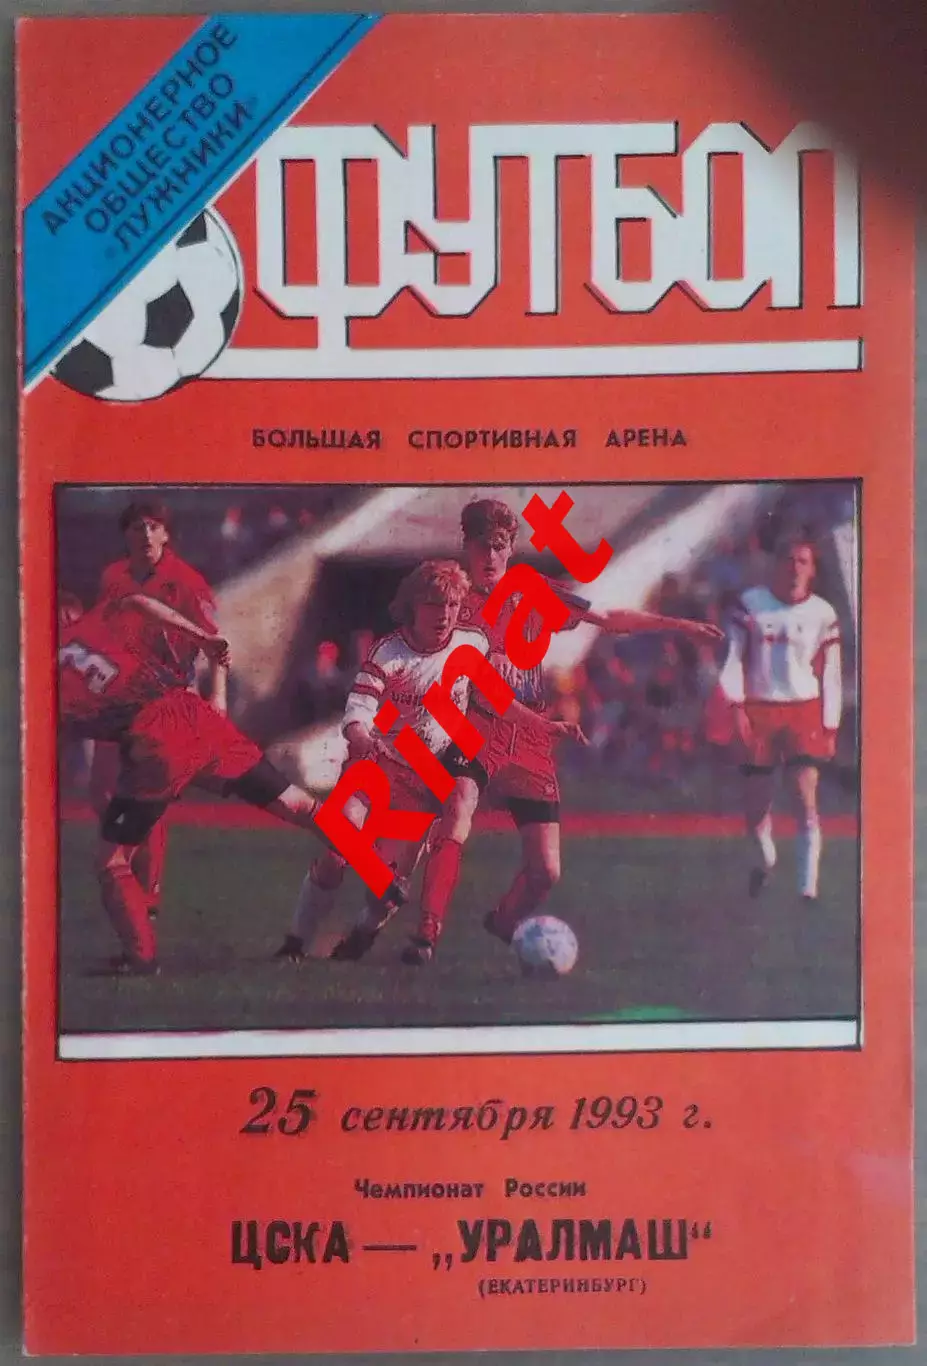 АКЦИОНЕРНОЕ
ОБЩЕСТВО
"ЛУЖНИКИ"
ФУТБОЛ
БОЛЬШАЯ СПОРТИВНАЯ АРЕНА
Rinat
25 сентября 1993 г.
Чемпионат России
ЦСКА — „УРАЛМАШ"
(ЕКАТЕРИНБУРГ)